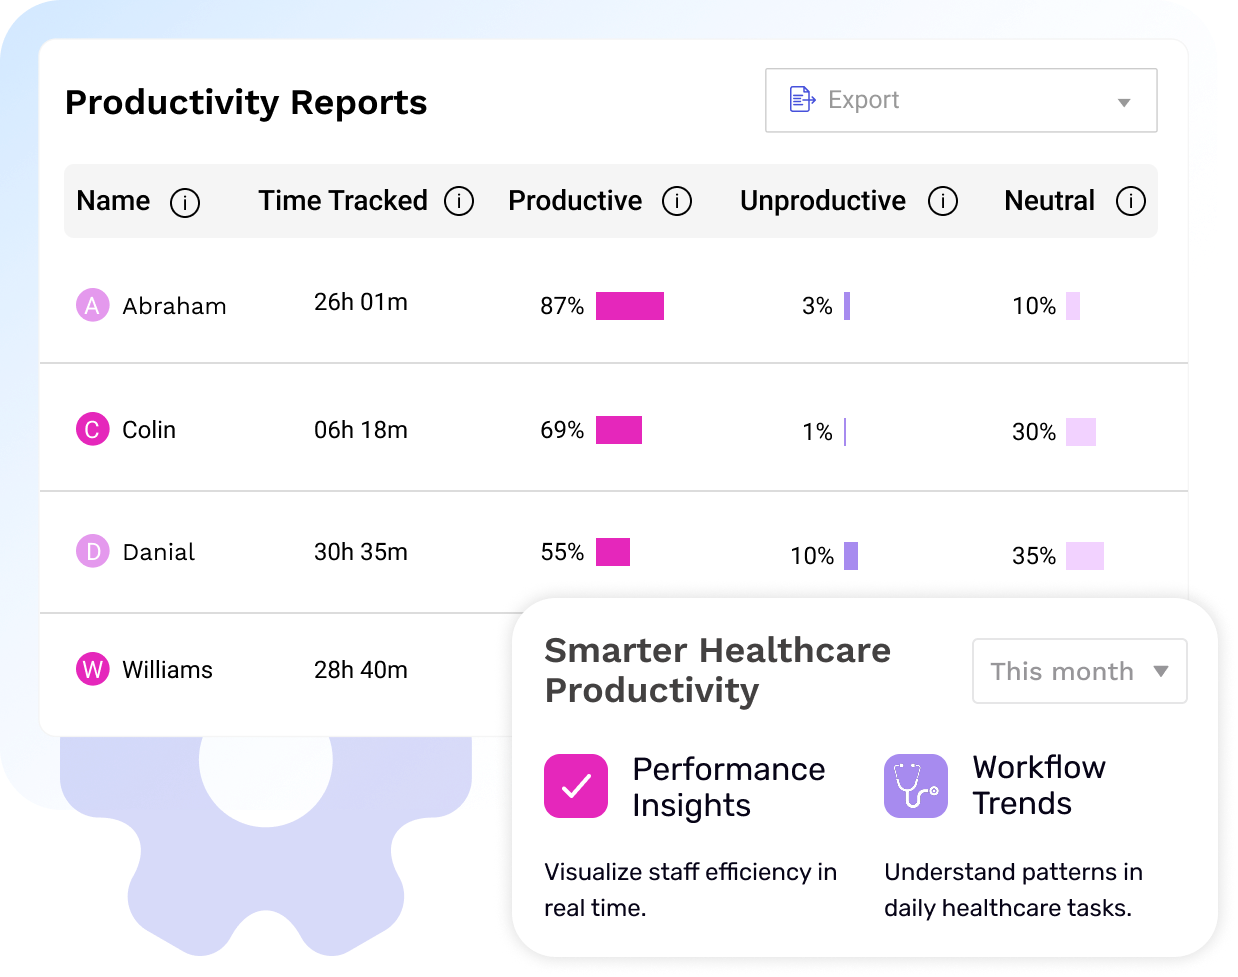 Productivity Reports
Export
Name Time Tracked Productive Unproductive Neutral
A Abraham 26h 01m 87% 3% 10%
C Colin 06h 18m 69% 1% 30%
D Danial 30h 35m 55% 10% 35%
W Williams 28h 40m
Smarter Healthcare
Productivity
This month
Performance
Insights
Visualize staff efficiency in
real time.
Workflow
Trends
Understand patterns in
daily healthcare tasks.